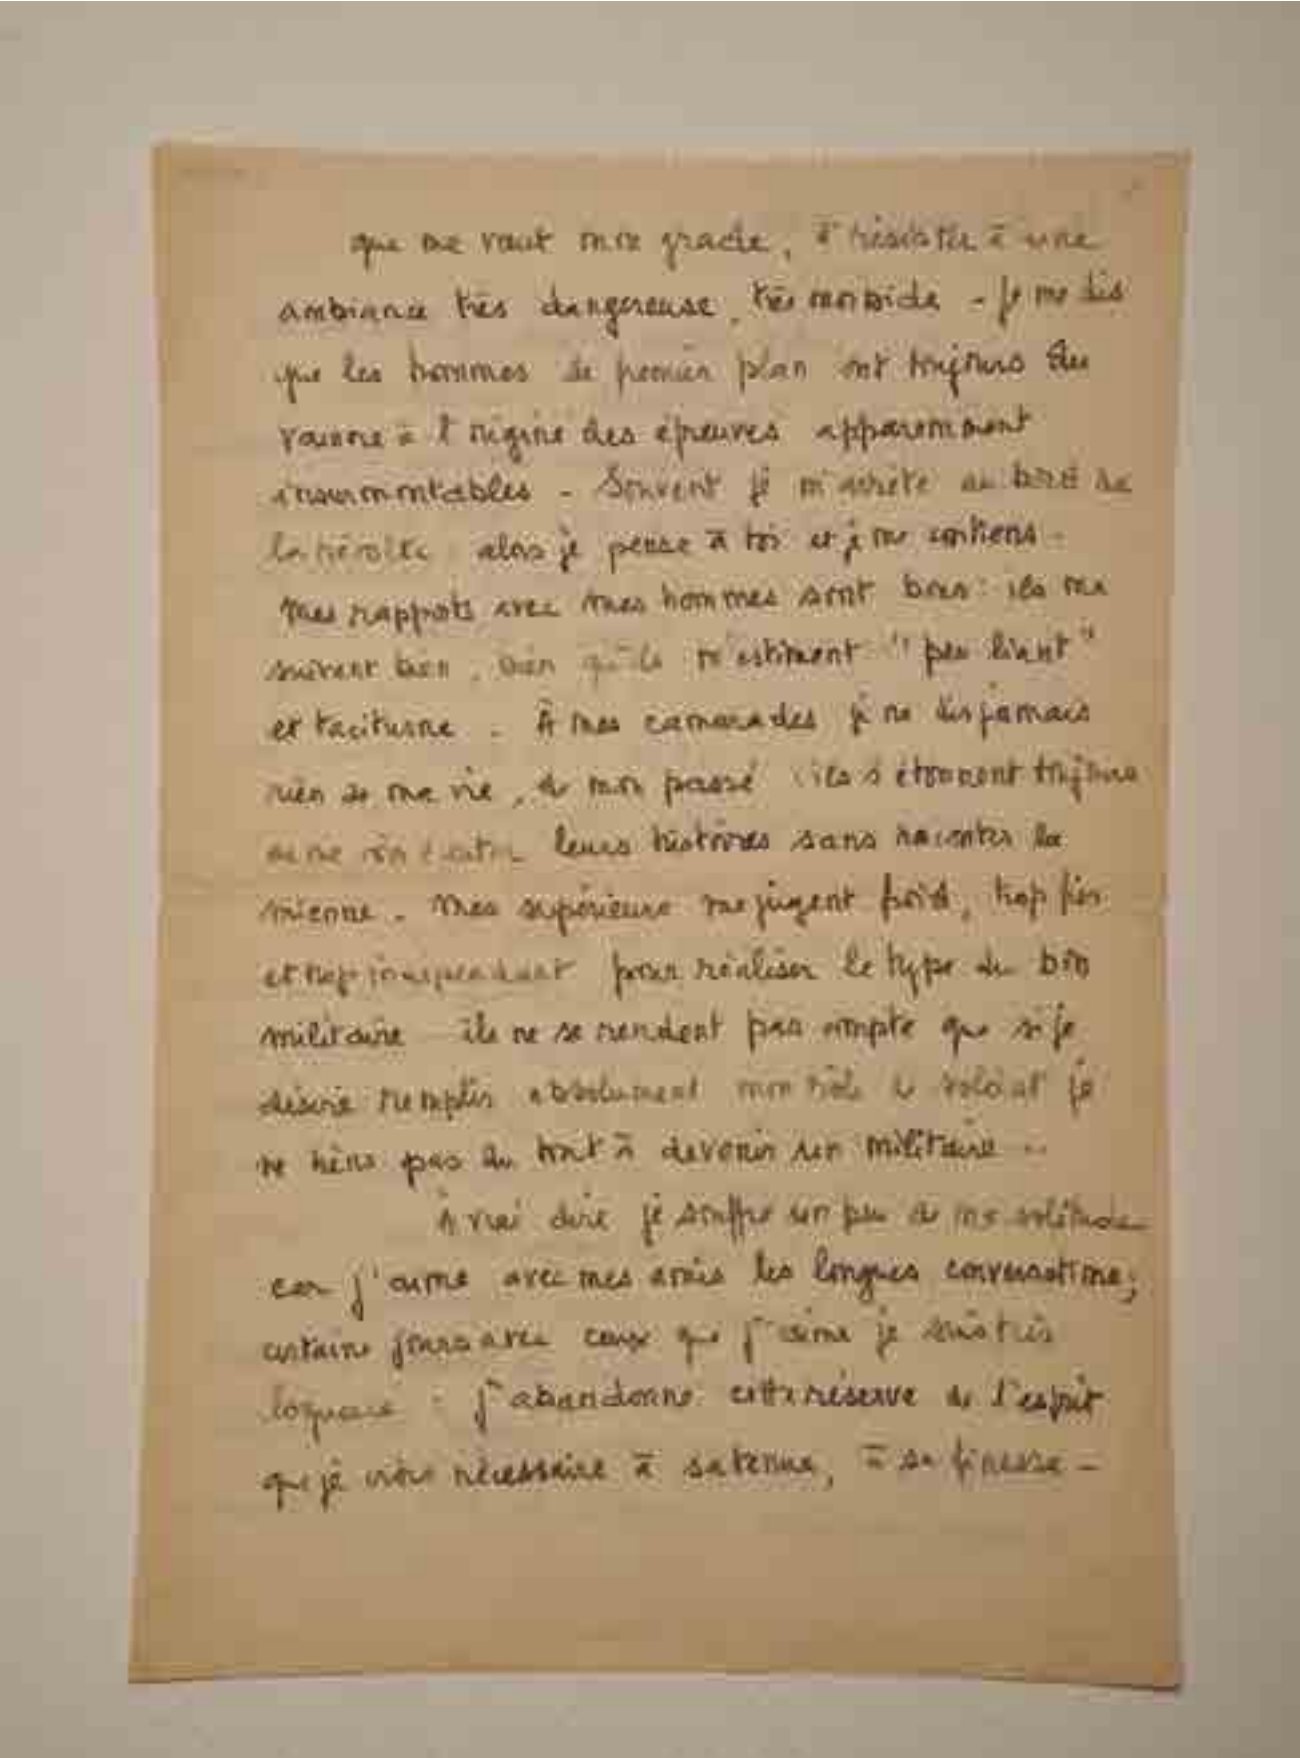 que me vaut mon grade, à résister à une
ambiance très dangereuse, très morbide - Je me dis
que les hommes de premier plan ont toujours dû
vaincre à l'origine des épreuves apparemment
insurmontables - Souvent je m'arrête au bord de
la révolte alors je pense à toi et je me contiens -
Mes rapports avec mes hommes sont bons : ils me
suivent bien, bien qu'ils m'estiment "peu liant"
et taciturne - À mes camarades je ne dis jamais
rien de ma vie, de mon passé ils s'étonnent toujours
de me voir écouter leurs histoires sans raconter la
mienne - Mes supérieurs me jugent froid, trop fier
et trop indépendant pour réaliser le type du bon
militaire ils ne se rendent pas compte que si je
désire remplir absolument mon rôle de soldat je
ne tiens pas du tout à devenir un militaire ..
À vrai dire je souffre un peu de ma solitude
car j'aime avec mes amis les longues conversations ;
certains jours avec ceux que j'aime je suis très
loquace : j'abandonne cette réserve de l'esprit
que je crois nécessaire à sa tenue, à sa finesse -